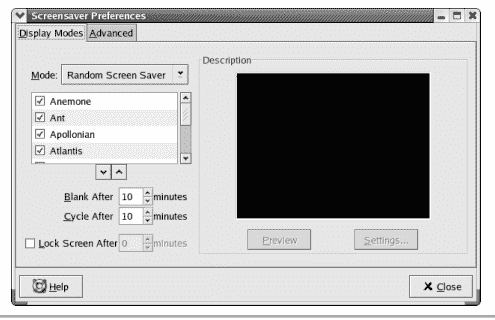 Screensaver Preferences
Display Modes Advanced
Mode: Random Screen Saver
Anemone
Ant
Apollonian
Atlantis
Blank After 10 minutes
Cycle After 10 minutes
Lock Screen After 0 minutes
Description
Preview Settings...
Help Close